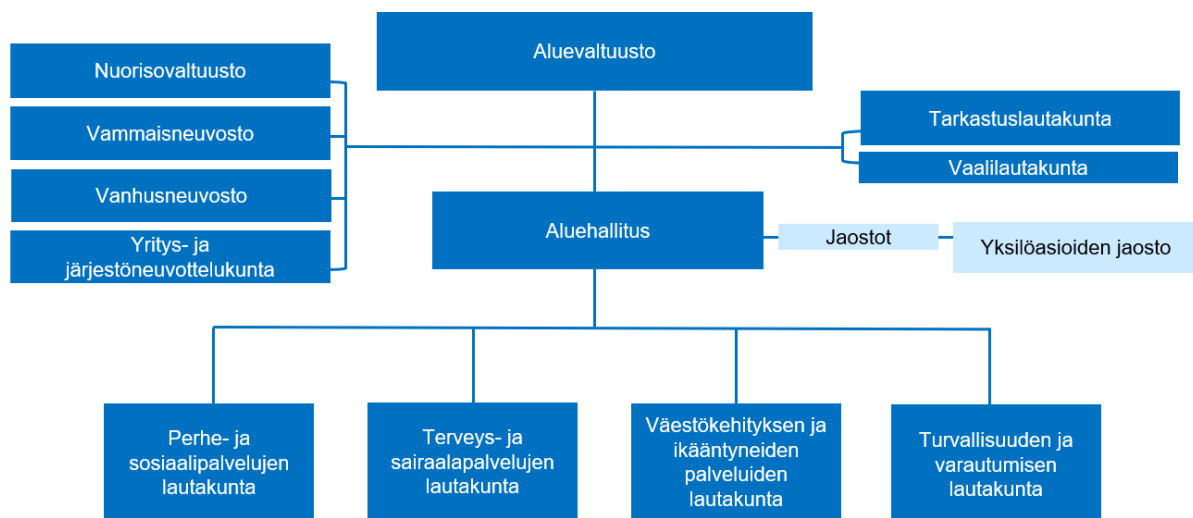 Aluevaltuusto
Nuorisovaltuusto
Vammaisneuvosto
Vanhusneuvosto
Yritys- ja
järjestöneuvottelukunta
Tarkastuslautakunta
Vaalilautakunta
Aluehallitus
Jaostot
Yksilöasioiden jaosto
Perhe- ja
sosiaalipalvelujen
lautakunta
Terveys- ja
sairaalapalvelujen
lautakunta
Väestökehityksen ja
ikääntyneiden
palveluiden
lautakunta
Turvallisuuden ja
varautumisen
lautakunta